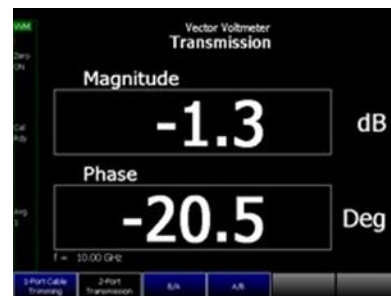 VVM
Vector Voltmeter
Transmission
Zero
ON
Magnitude
-1.3
dB
Cal
Rdy
Phase
-20.5
Deg
Avg
1
f = 10.00 GHz
1-Port Cable
Trimming
2-Port
Transmission
B/A
A/B